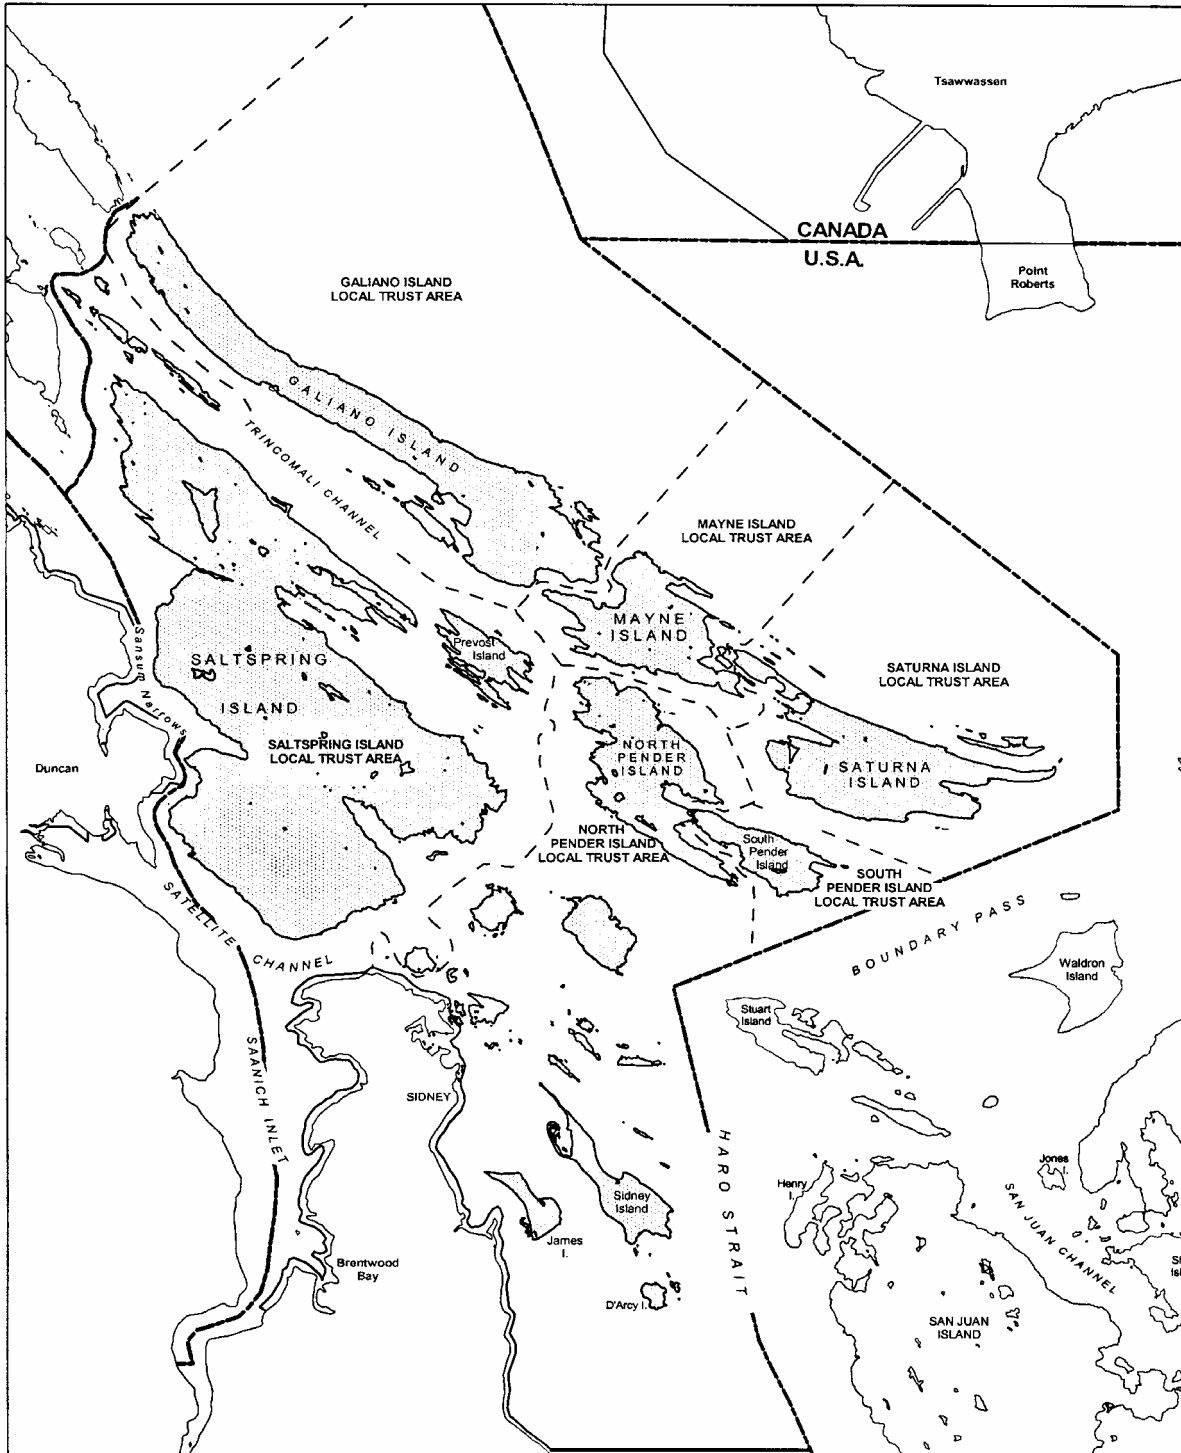 Tsawwassen
CANADA
U.S.A.
Point
Roberts
GALIANO ISLAND
LOCAL TRUST AREA
GALIANO ISLAND
TRINCOMALI CHANNEL
MAYNE ISLAND
LOCAL TRUST AREA
MAYNE
ISLAND
Prevost
Island
Sansum Narrows
SALTSPRING
ISLAND
SALTSPRING ISLAND
LOCAL TRUST AREA
SATURNA ISLAND
LOCAL TRUST AREA
NORTH
PENDER
ISLAND
SATURNA
ISLAND
Duncan
NORTH
PENDER ISLAND
LOCAL TRUST AREA
South
Pender
Island
SOUTH
PENDER ISLAND
LOCAL TRUST AREA
SATELLITE CHANNEL
BOUNDARY PASS
Waldron
Island
Stuart
Island
SAANICH INLET
SIDNEY
HARO STRAIT
Jones
I.
Henry
I.
SAN JUAN CHANNEL
Sidney
Island
James
I.
Brentwood
Bay
D'Arcy I.
SAN JUAN
ISLAND